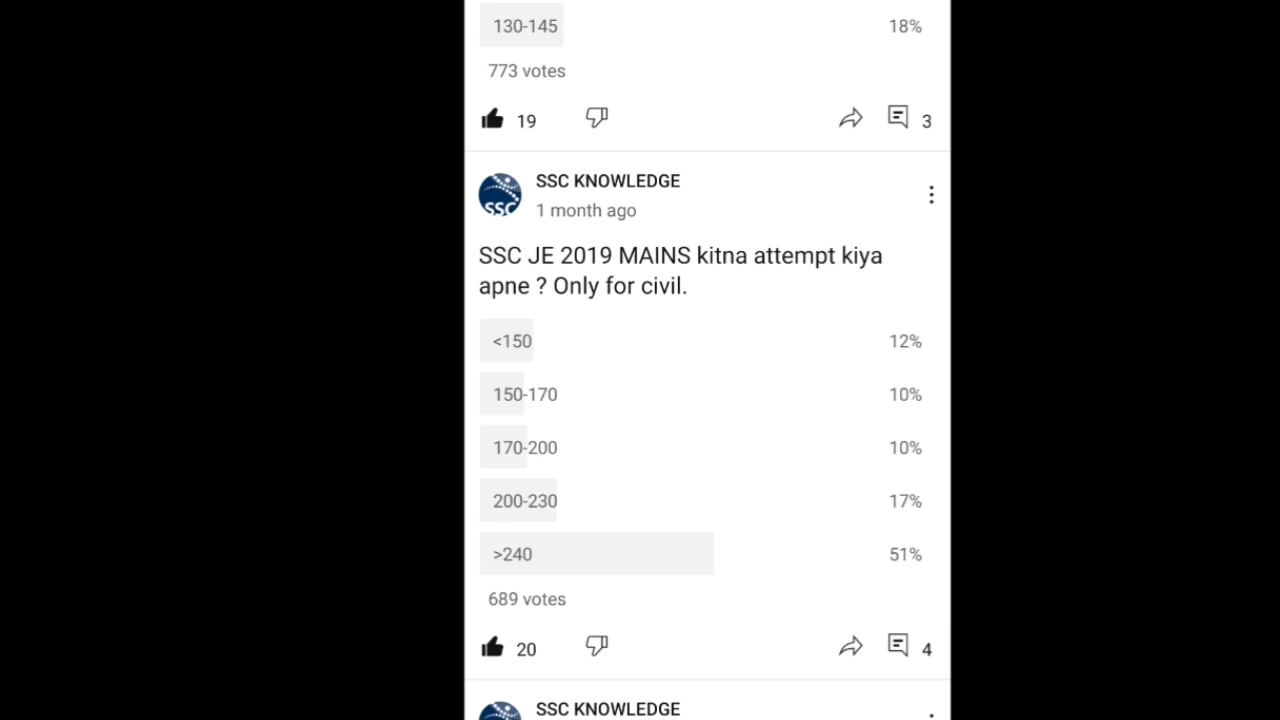 130-145 18%
773 votes
19 3
SSC KNOWLEDGE
SSC
1 month ago
SSC JE 2019 MAINS kitna attempt kiya
apne ? Only for civil.
<150 12%
150-170 10%
170-200 10%
200-230 17%
>240 51%
689 votes
20 4
SSC KNOWLEDGE